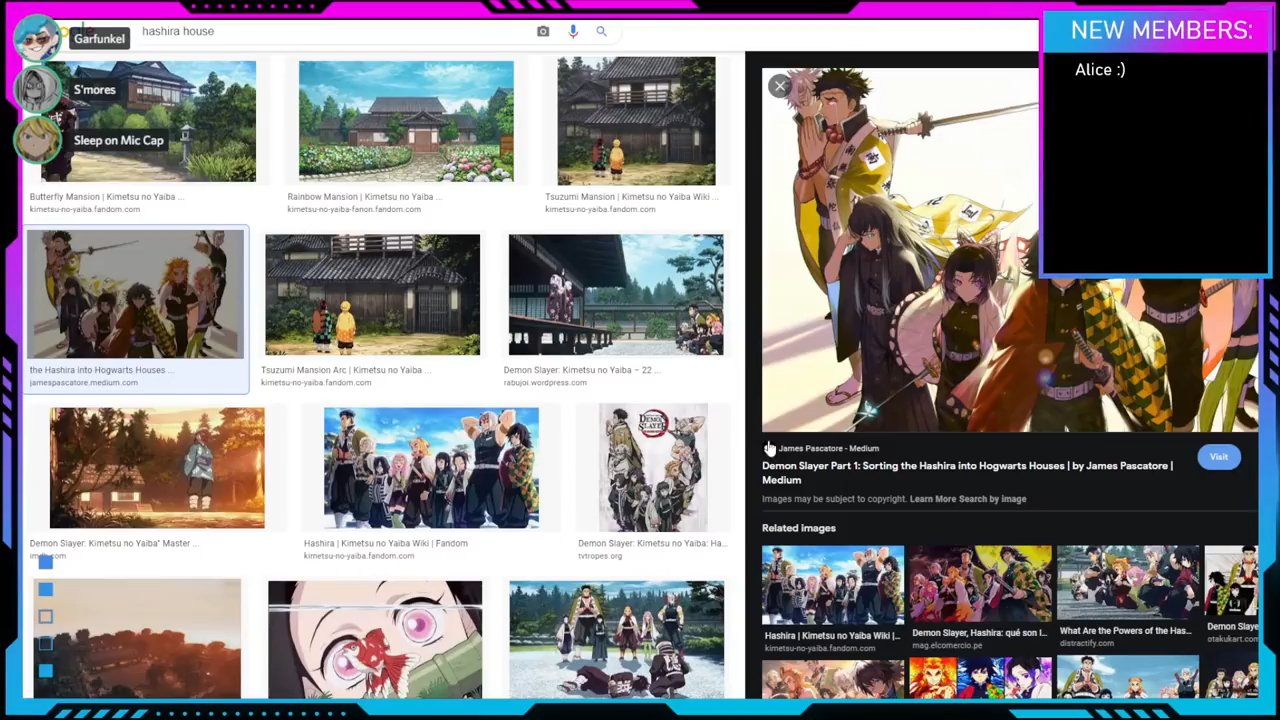 hashira house
Garfunkel
S'mores
Sleep on Mic Cap
NEW MEMBERS:
Alice :)
Butterfly Mansion | Kimetsu no Yaiba ...
kimetsu-no-yaiba.fandom.com
Rainbow Mansion | Kimetsu no Yaiba ...
kimetsu-no-yaiba-fanon.fandom.com
Tsuzumi Mansion | Kimetsu no Yaiba Wiki ...
kimetsu-no-yaiba.fandom.com
the Hashira into Hogwarts Houses ...
jamespascatore.medium.com
Tsuzumi Mansion Arc | Kimetsu no Yaiba ...
kimetsu-no-yaiba.fandom.com
Demon Slayer: Kimetsu no Yaiba – 22 ...
rabujoi.wordpress.com
DEMON SLAYER
Demon Slayer: Kimetsu no Yaiba" Master ...
imdb.com
Hashira | Kimetsu no Yaiba Wiki | Fandom
kimetsu-no-yaiba.fandom.com
Demon Slayer: Kimetsu no Yaiba: Ha...
tvtropes.org
James Pascatore - Medium
Demon Slayer Part 1: Sorting the Hashira into Hogwarts Houses | by James Pascatore |
Medium
Visit
Images may be subject to copyright. Learn More Search by image
Related images
Hashira | Kimetsu no Yaiba Wiki |...
kimetsu-no-yaiba.fandom.com
Demon Slayer, Hashira: qué son l...
mag.elcomercio.pe
What Are the Powers of the Has...
distractify.com
Demon Slaye
otakukart.com